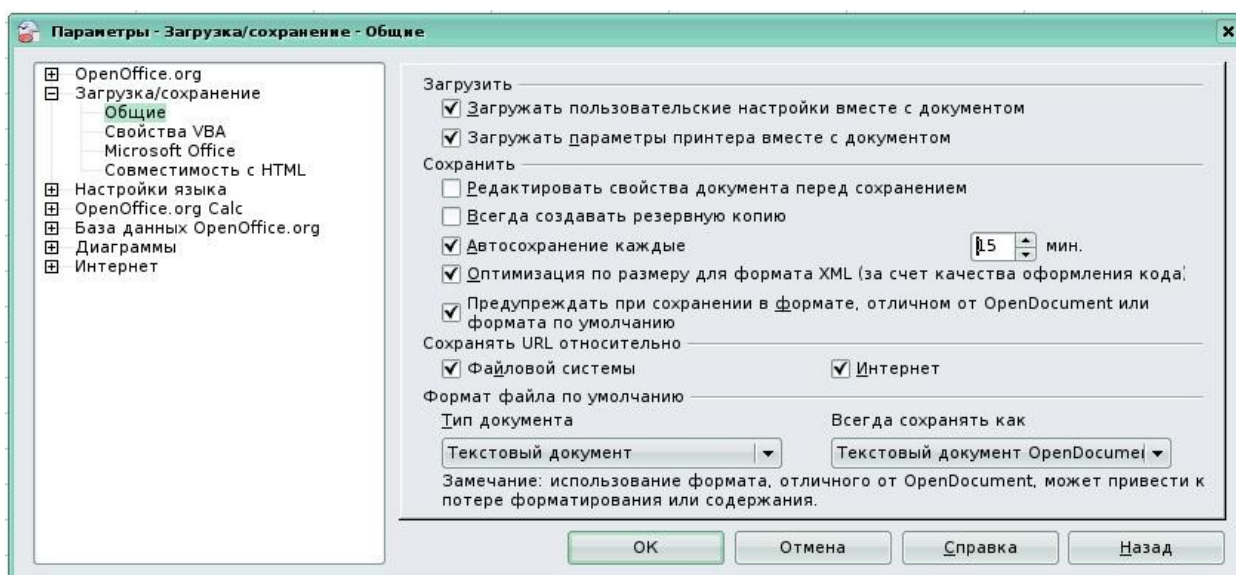 Параметры - Загрузка/сохранение - Общие
OpenOffice.org
Загрузка/сохранение
Общие
Свойства VBA
Microsoft Office
Совместимость с HTML
Настройки языка
OpenOffice.org Calc
База данных OpenOffice.org
Диаграммы
Интернет
Загрузить
Загружать пользовательские настройки вместе с документом
Загружать параметры принтера вместе с документом
Сохранить
Редактировать свойства документа перед сохранением
Всегда создавать резервную копию
Автосохранение каждые 15 мин.
Оптимизация по размеру для формата XML (за счет качества оформления кода)
Предупреждать при сохранении в формате, отличном от OpenDocument или
формата по умолчанию
Сохранять URL относительно
Файловой системы Интернет
Формат файла по умолчанию
Тип документа Всегда сохранять как
Текстовый документ Текстовый документ OpenDocumen
Замечание: использование формата, отличного от OpenDocument, может привести к
потере форматирования или содержания.
OK Отмена Справка Назад